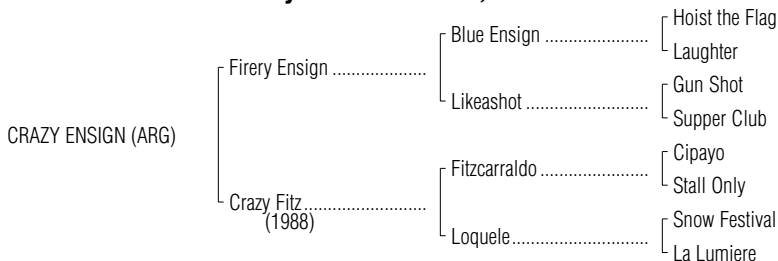 Hoist the Flag
Blue Ensign ........................
Laughter
Firery Ensign .....................
Gun Shot
Likeashot ...........................
Supper Club
CRAZY ENSIGN (ARG)
Cipayo
Fitzcarraldo ........................
Stall Only
Crazy Fitz ...........................
(1988)
Snow Festival
Loquele..............................
La Lumiere